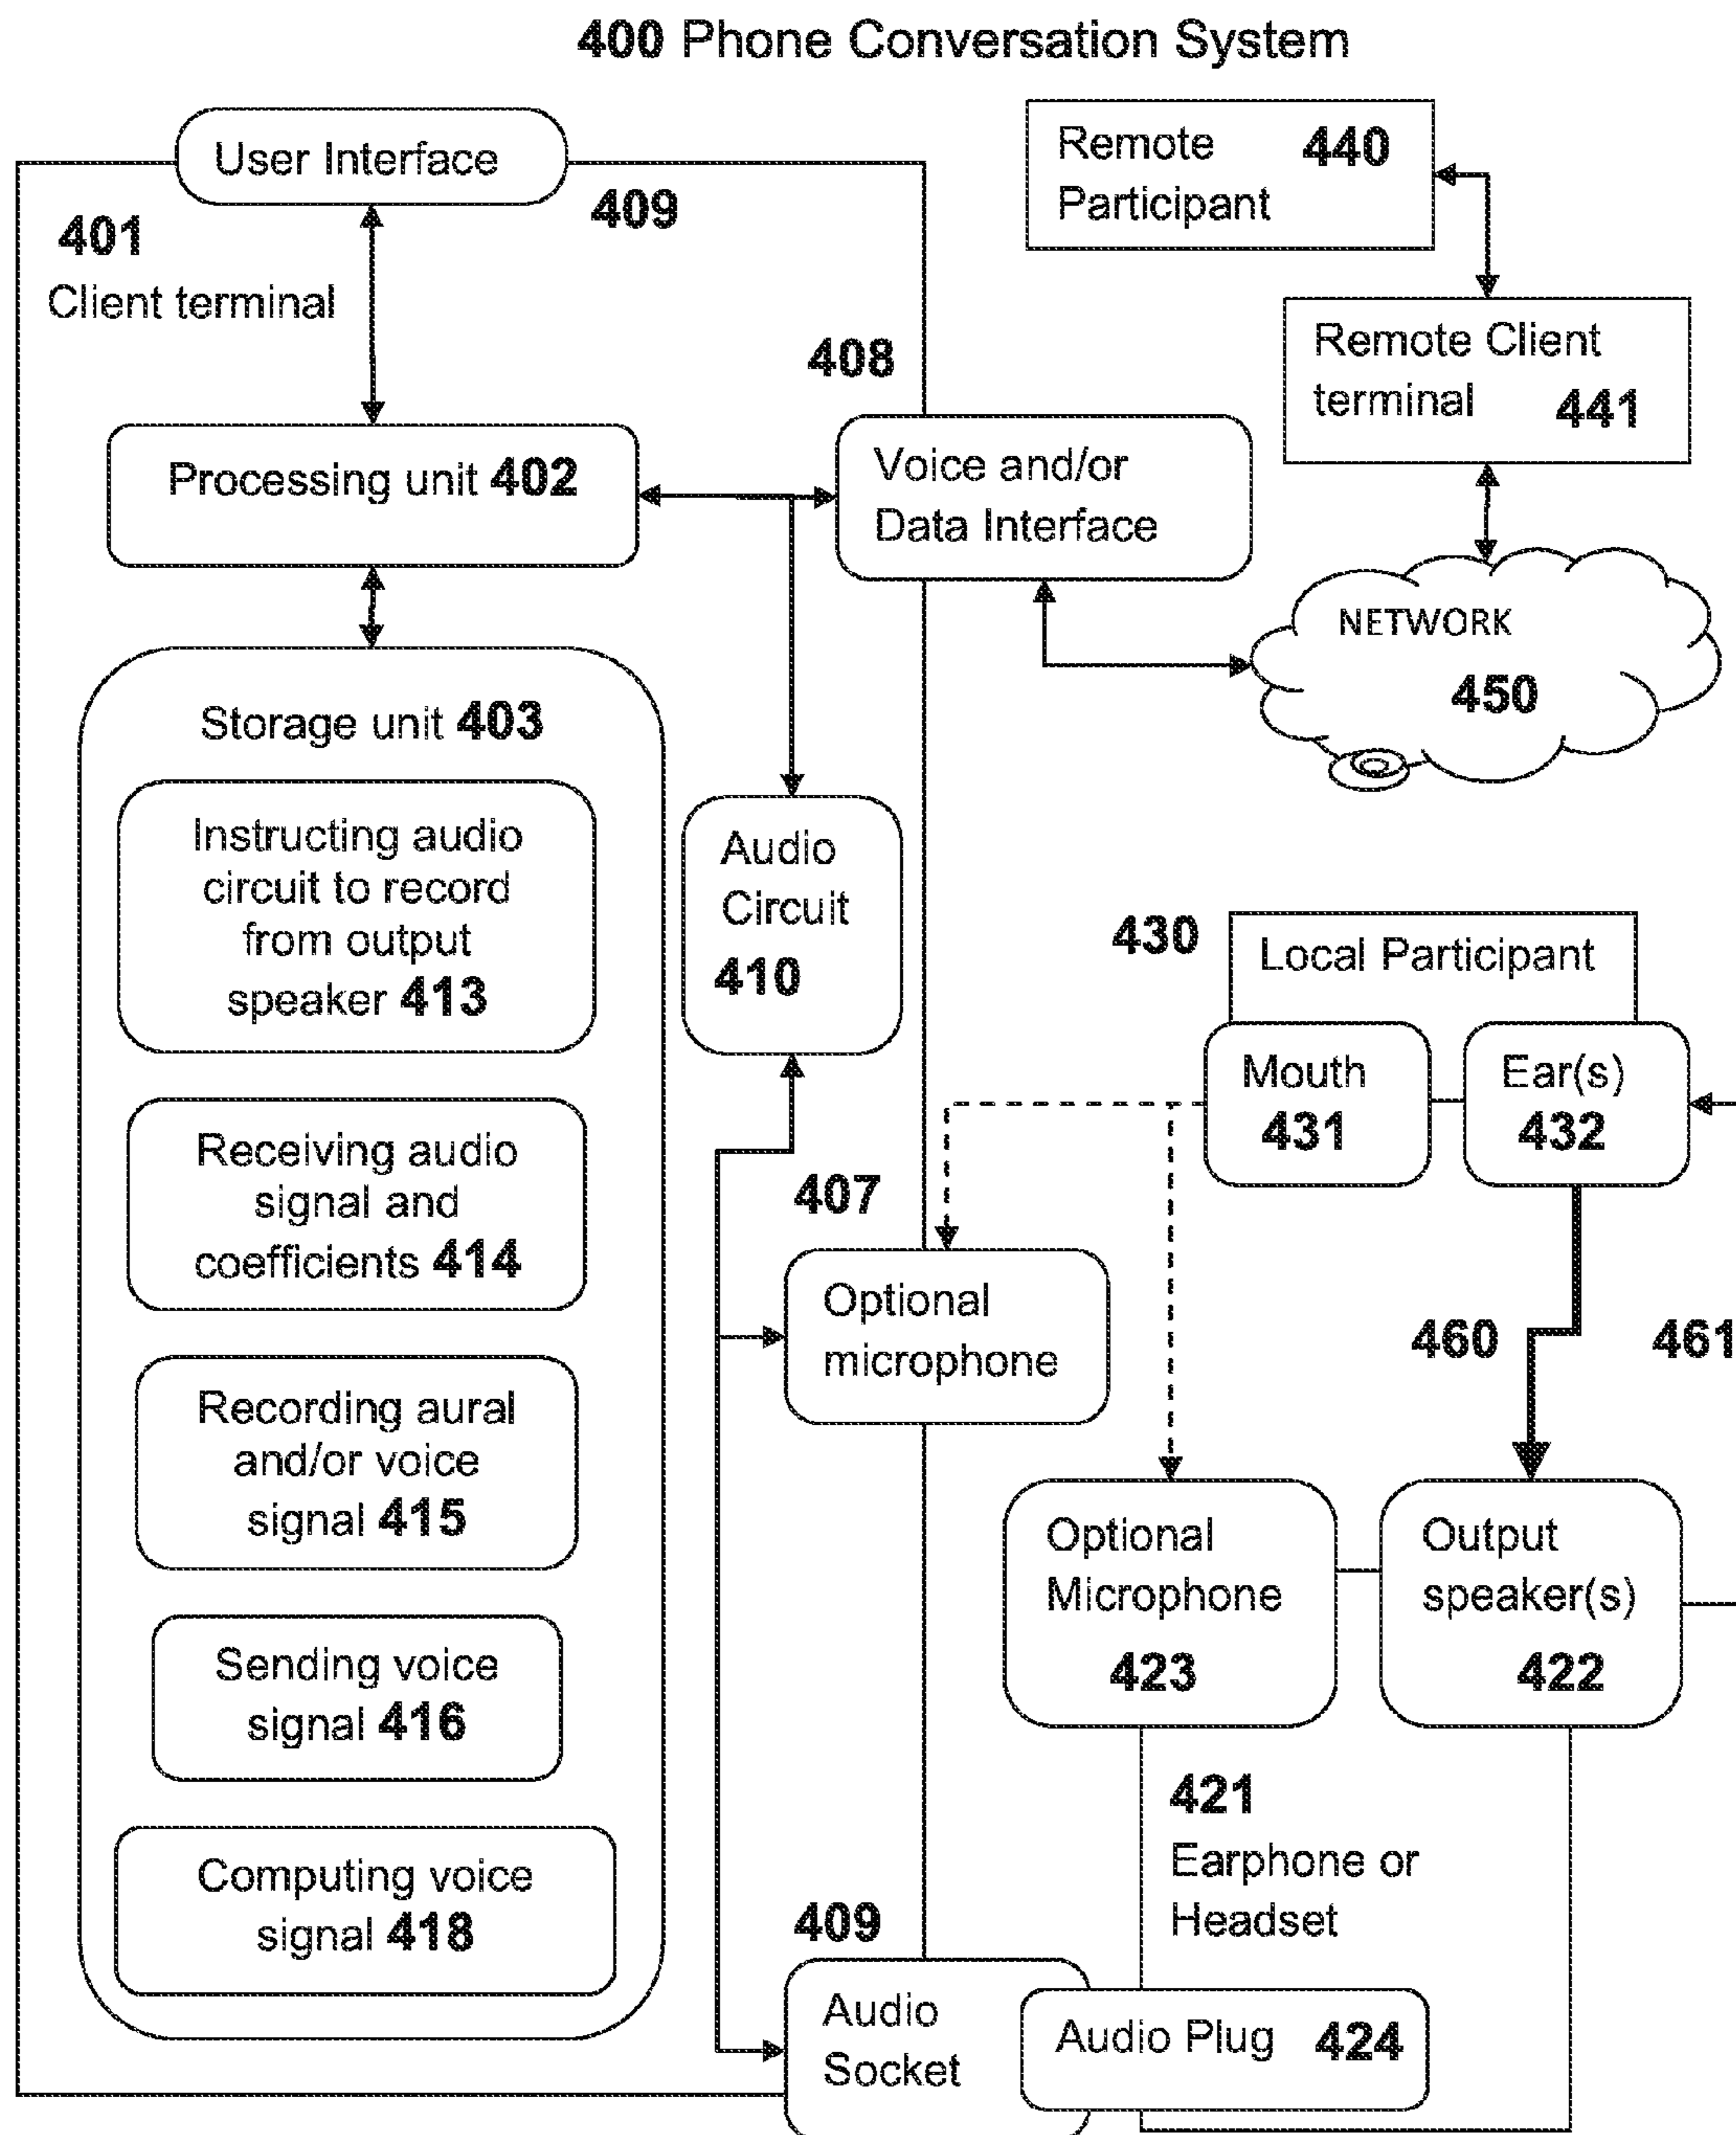 400 Phone Conversation System
User Interface
409
401
Client terminal
Remote 440
Participant
Remote Client
terminal 441
408
Processing unit 402
Voice and/or
Data Interface
NETWORK
450
Storage unit 403
Instructing audio
circuit to record
from output
speaker 413
Audio
Circuit
410
430
Local Participant
Mouth
431
Ear(s)
432
Receiving audio
signal and
coefficients 414
407
Optional
microphone
460
461
Recording aural
and/or voice
signal 415
Optional
Microphone
423
Output
speaker(s)
422
Sending voice
signal 416
421
Earphone or
Headset
Computing voice
signal 418
409
Audio
Socket
Audio Plug 424